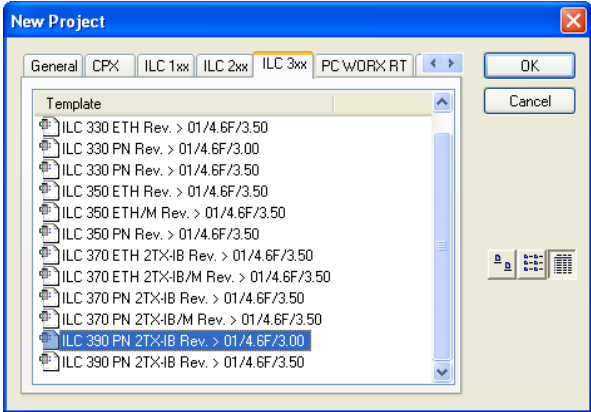 New Project
General CPX ILC 1xx ILC 2xx ILC 3xx PC WORX RT
OK
Cancel
Template
ILC 330 ETH Rev. > 01/4.6F/3.50
ILC 330 PN Rev. > 01/4.6F/3.00
ILC 330 PN Rev. > 01/4.6F/3.50
ILC 350 ETH Rev. > 01/4.6F/3.50
ILC 350 ETH/M Rev. > 01/4.6F/3.50
ILC 350 PN Rev. > 01/4.6F/3.50
ILC 370 ETH 2TX-IB Rev. > 01/4.6F/3.50
ILC 370 ETH 2TX-IB/M Rev. > 01/4.6F/3.50
ILC 370 PN 2TX-IB Rev. > 01/4.6F/3.50
ILC 370 PN 2TX-IB/M Rev. > 01/4.6F/3.50
ILC 390 PN 2TX-IB Rev. > 01/4.6F/3.00
ILC 390 PN 2TX-IB Rev. > 01/4.6F/3.50